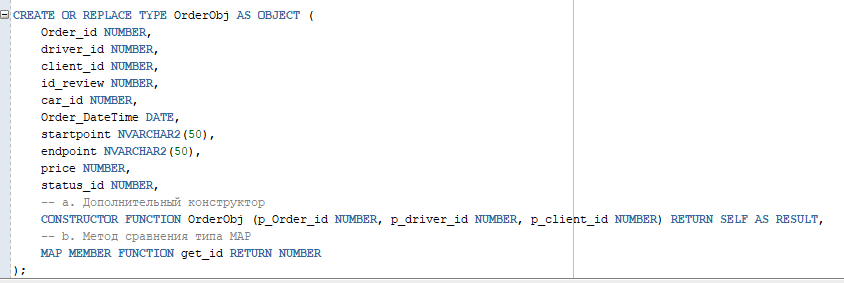 CREATE OR REPLACE TYPE OrderObj AS OBJECT (
    Order_id NUMBER,
    driver_id NUMBER,
    client_id NUMBER,
    id_review NUMBER,
    car_id NUMBER,
    Order_DateTime DATE,
    startpoint NVARCHAR2(50),
    endpoint NVARCHAR2(50),
    price NUMBER,
    status_id NUMBER,
    -- a. Дополнительный конструктор
    CONSTRUCTOR FUNCTION OrderObj (p_Order_id NUMBER, p_driver_id NUMBER, p_client_id NUMBER) RETURN SELF AS RESULT,
    -- b. Метод сравнения типа MAP
    MAP MEMBER FUNCTION get_id RETURN NUMBER
);